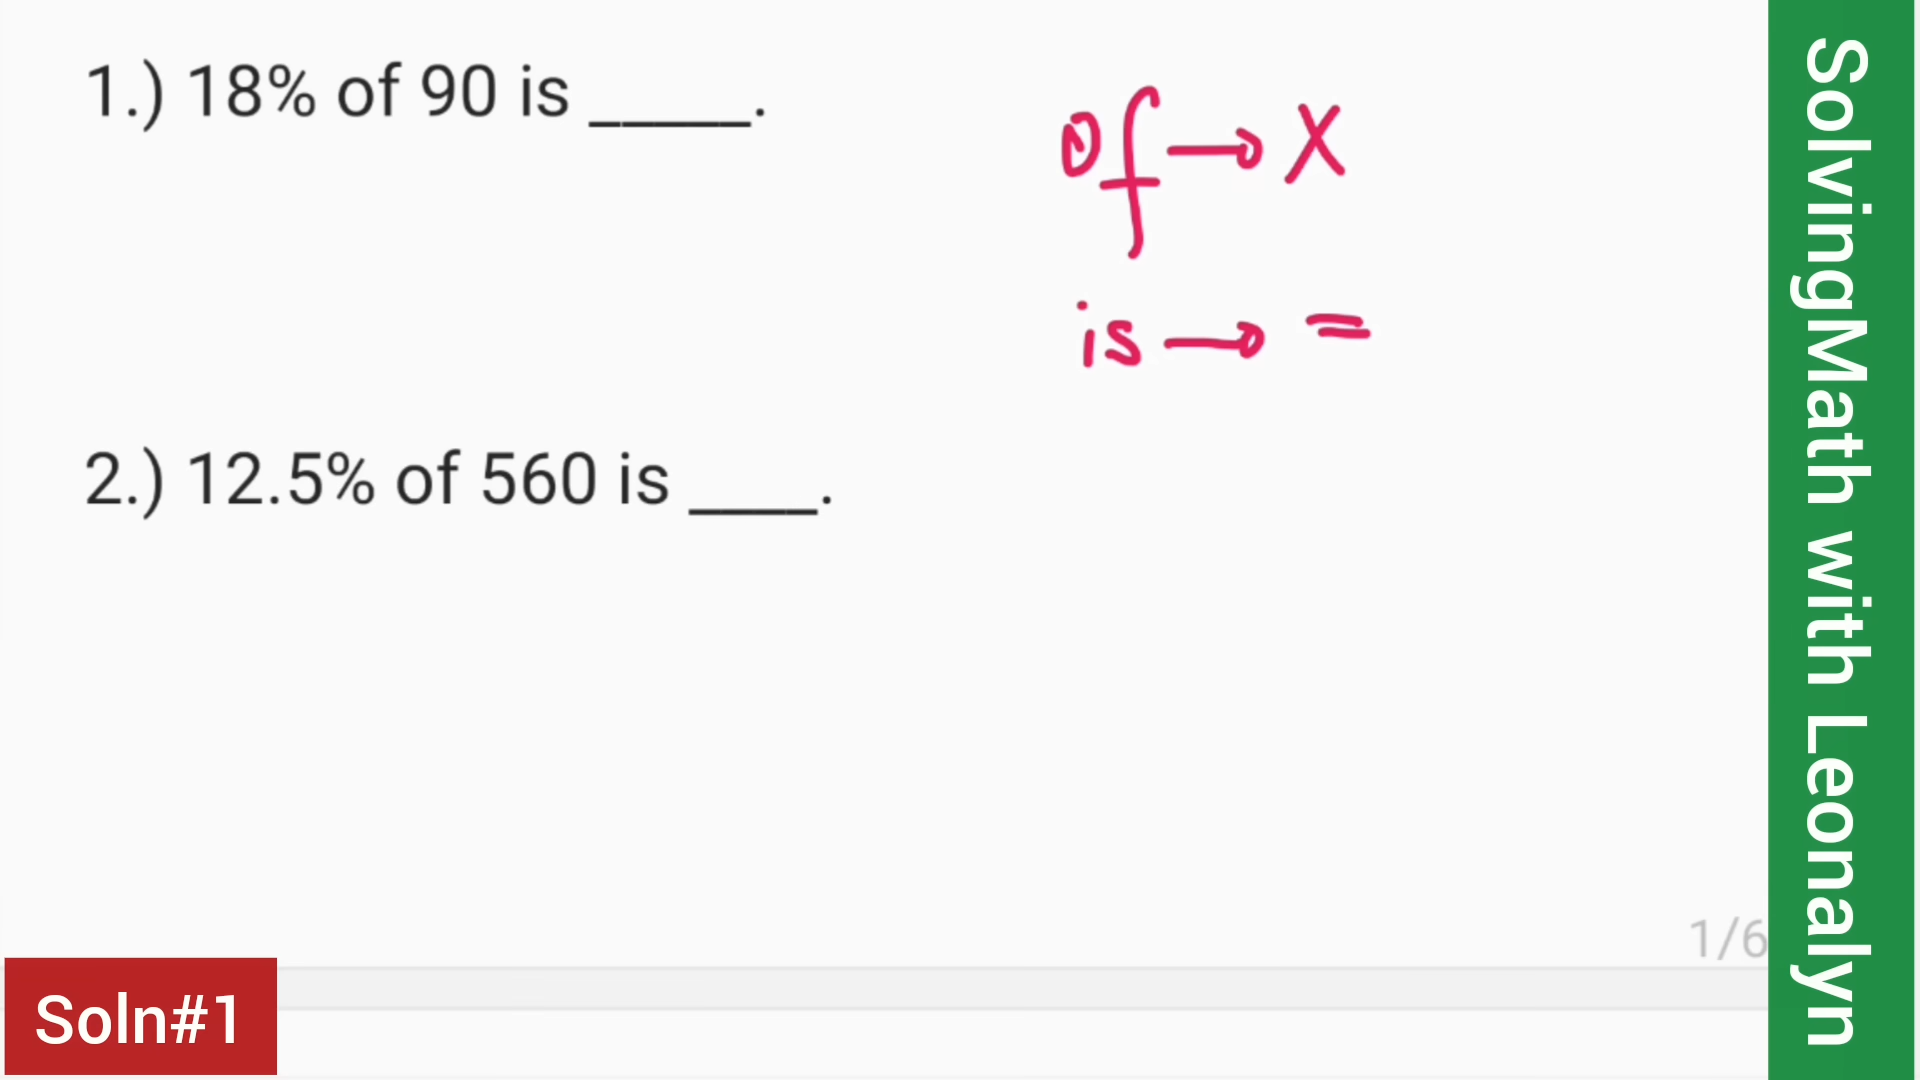 1.) 18% of 90 is _____.
of → X
is → =
2.) 12.5% of 560 is ____.
1/6
Soln#1
SolvingMath with Leonalyn